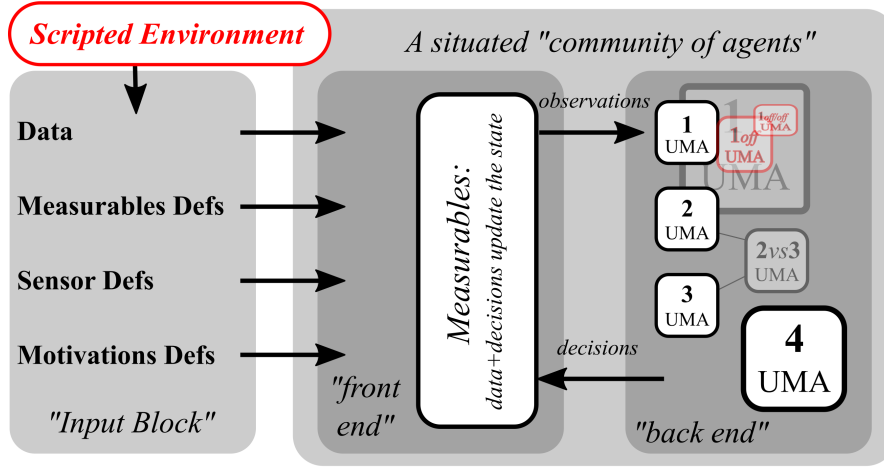 Scripted Environment
A situated "community of agents"
Data
Measurables Defs
Sensor Defs
Motivations Defs
"Input Block"
Measurables:
data+decisions update the state
"front
end"
observations
decisions
1
UMA
1
UMA
1off
UMA
1off/off
UMA
2
UMA
2vs3
UMA
3
UMA
4
UMA
"back end"